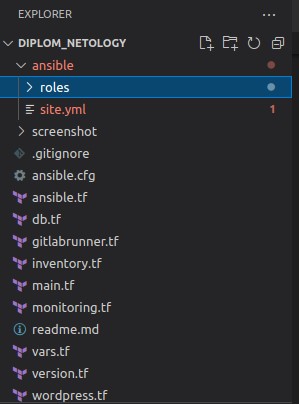 EXPLORER
DIPLOM_NETOLOGY
ansible
roles
site.yml 1
screenshot
.gitignore
ansible.cfg
ansible.tf
db.tf
gitlabrunner.tf
inventory.tf
main.tf
monitoring.tf
readme.md
vars.tf
version.tf
wordpress.tf